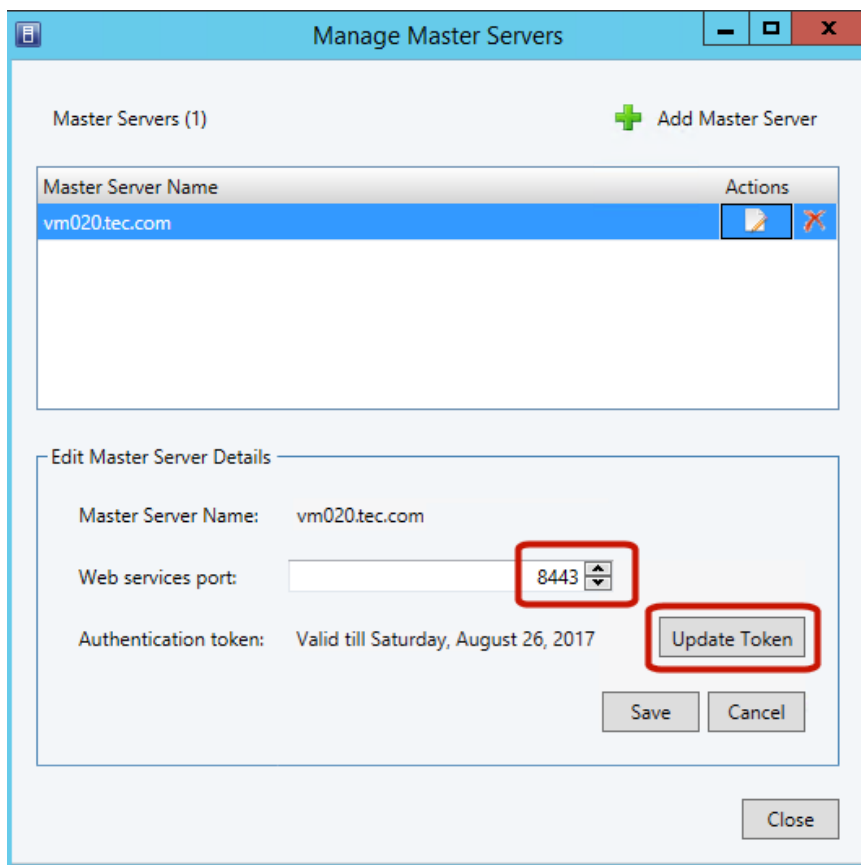 Manage Master Servers
Master Servers (1) Add Master Server
Master Server Name Actions
vm020.tec.com
Edit Master Server Details
Master Server Name: vm020.tec.com
Web services port: 8443
Authentication token: Valid till Saturday, August 26, 2017 Update Token
Save Cancel
Close